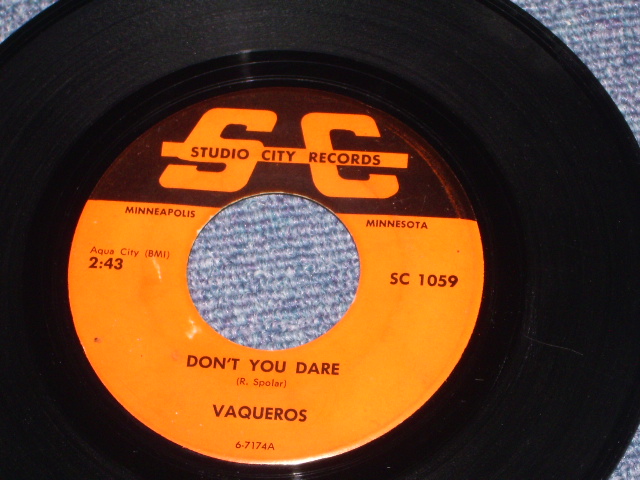 SC
STUDIO CITY RECORDS
MINNEAPOLIS
MINNESOTA
Aqua City (BMI)
2:43
SC 1059
DON'T YOU DARE
(R. Spolar)
VAQUEROS
6-7174A